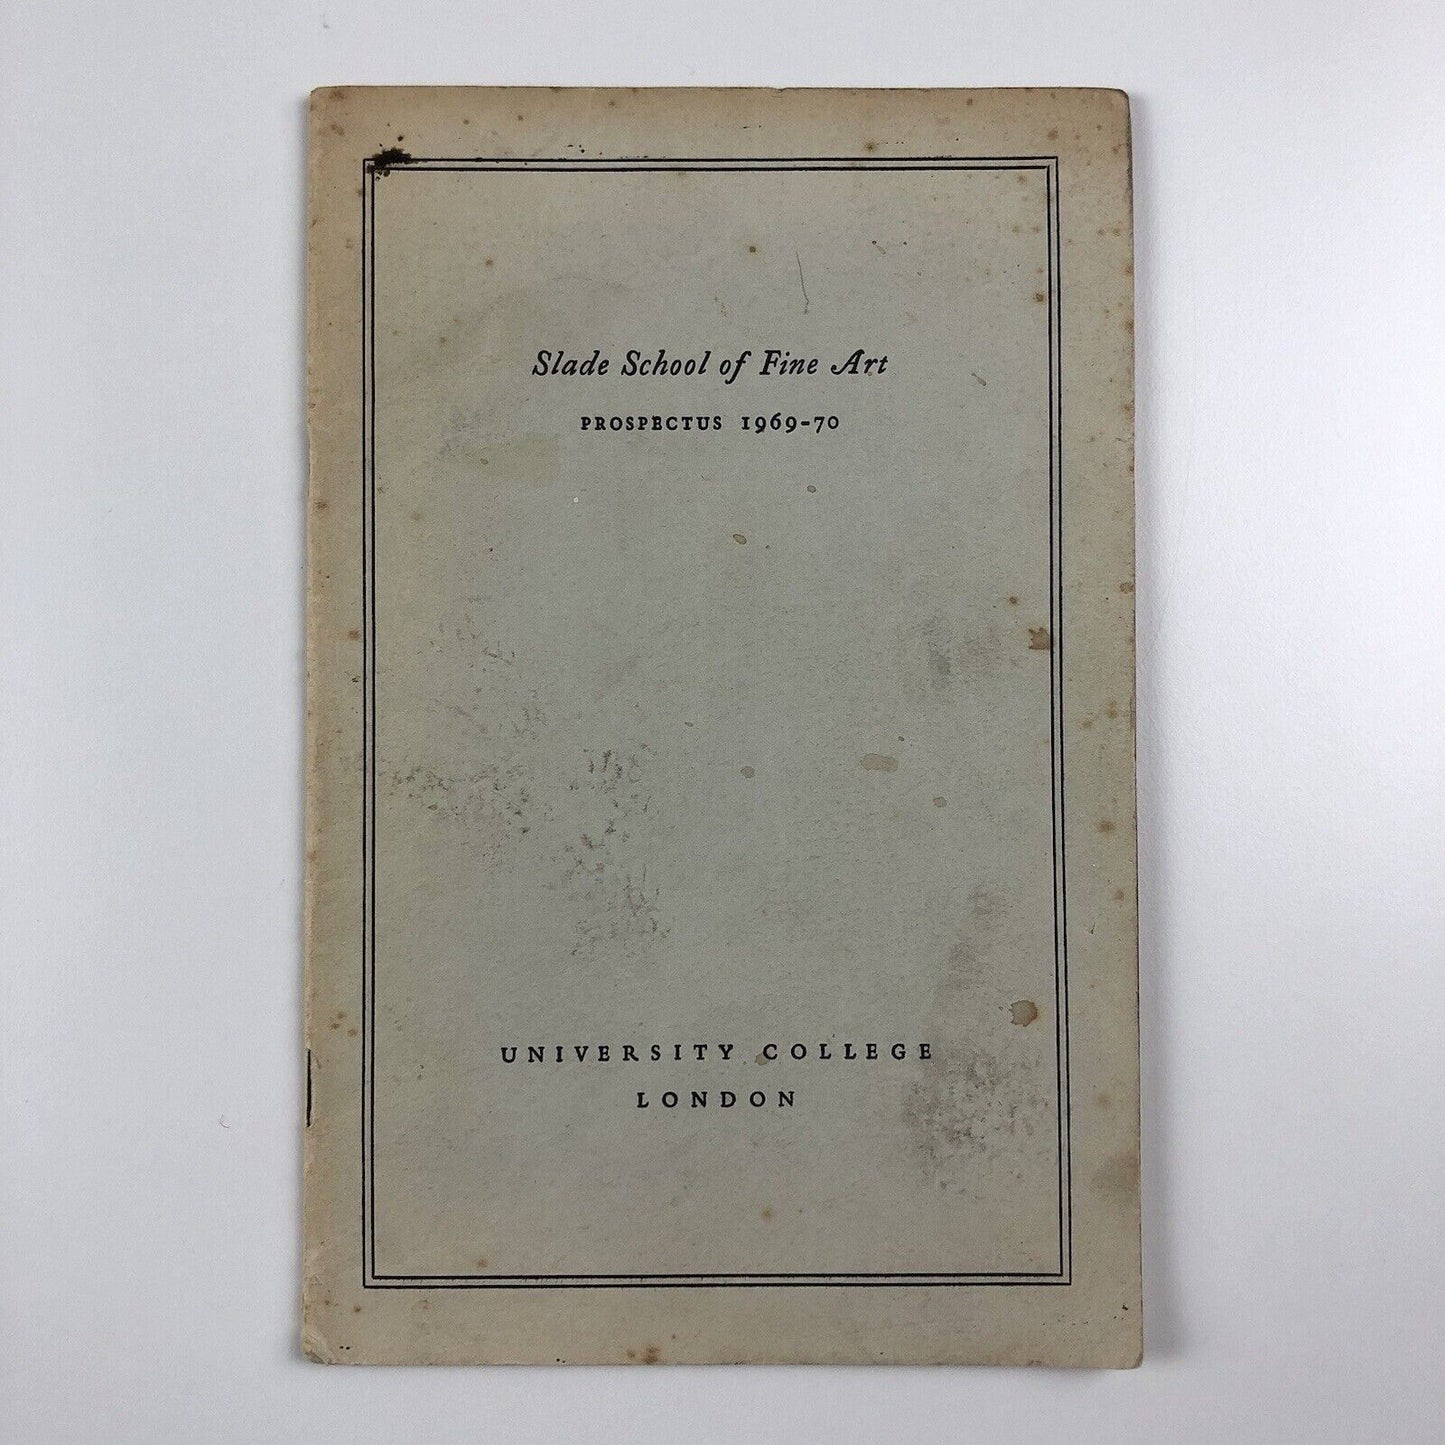 Slade School of Fine Art
PROSPECTUS 1969-70
UNIVERSITY COLLEGE
LONDON